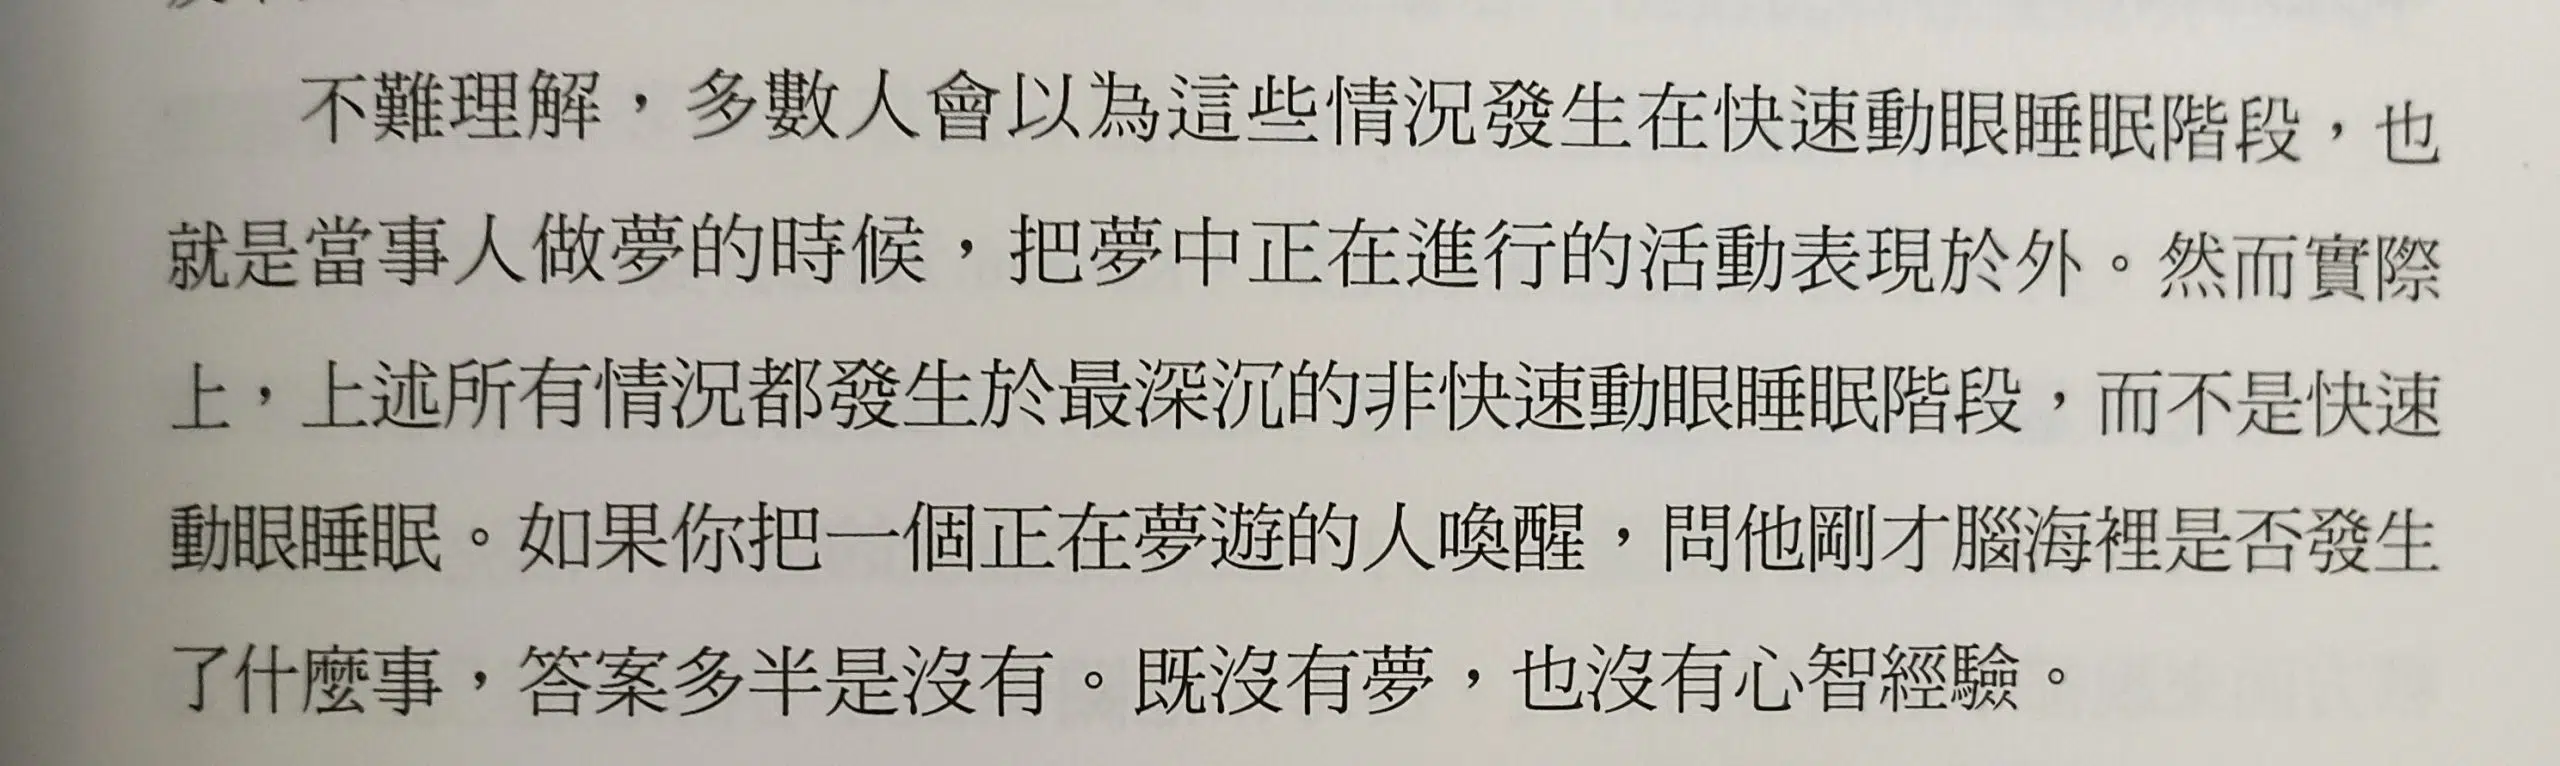 不難理解，多數人會以為這些情況發生在快速動眼睡眠階段，也
就是當事人做夢的時候，把夢中正在進行的活動表現於外。然而實際
上，上述所有情況都發生於最深沉的非快速動眼睡眠階段，而不是快速
動眼睡眠。如果你把一個正在夢遊的人喚醒，問他剛才腦海裡是否發生
了什麼事，答案多半是沒有。既沒有夢，也沒有心智經驗。